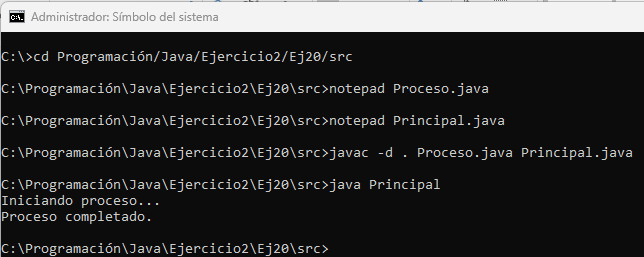 Administrador: Símbolo del sistema
C:\>cd Programación/Java/Ejercicio2/Ej20/src
C:\Programación\Java\Ejercicio2\Ej20\src>notepad Proceso.java
C:\Programación\Java\Ejercicio2\Ej20\src>notepad Principal.java
C:\Programación\Java\Ejercicio2\Ej20\src>javac -d . Proceso.java Principal.java
C:\Programación\Java\Ejercicio2\Ej20\src>java Principal
Iniciando proceso...
Proceso completado.
C:\Programación\Java\Ejercicio2\Ej20\src>